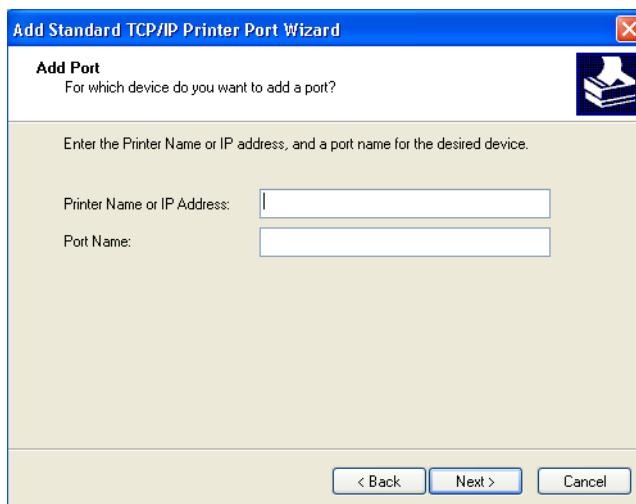 Add Standard TCP/IP Printer Port Wizard
Add Port
For which device do you want to add a port?
Enter the Printer Name or IP address, and a port name for the desired device.
Printer Name or IP Address:
Port Name:
< Back Next > Cancel